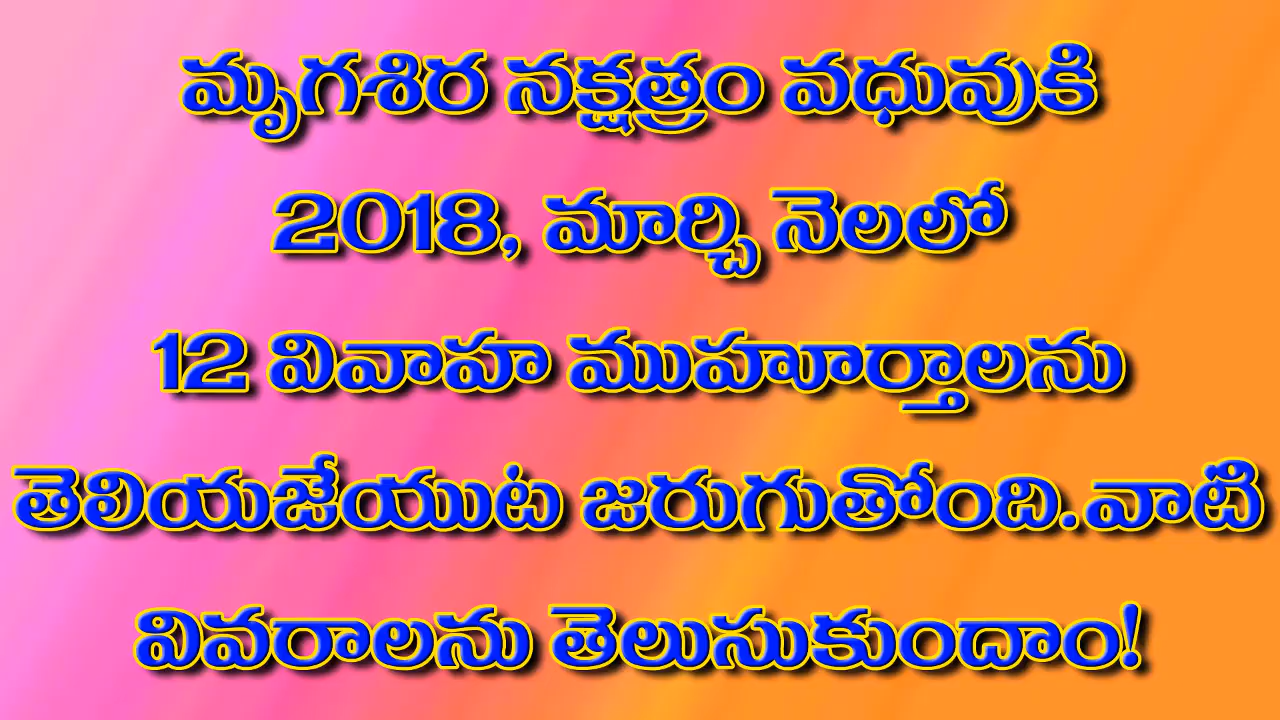 మృగశిర నక్షత్రం వధువుకి
2018, మార్చి నెలలో
12 వివాహ ముహూర్తాలను
తెలియజేయుట జరుగుతోంది.వాటి
వివరాలను తెలుసుకుందాం!